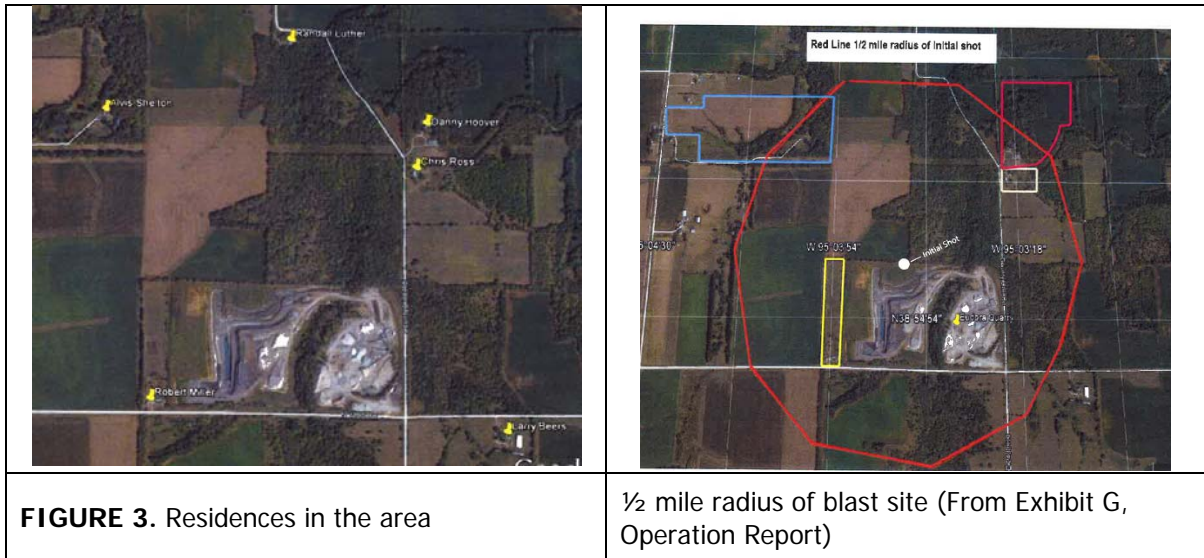 Randall Luther
Alvis Shelton
Danny Hoover
Chris Ross
Robert Miller
Larry Beers
Red Line 1/2 mile radius of initial shot
W 95-03'54"
Initial Shot
W 95-03'18"
N38-54'54"
FIGURE 3. Residences in the area
½ mile radius of blast site (From Exhibit G,
Operation Report)